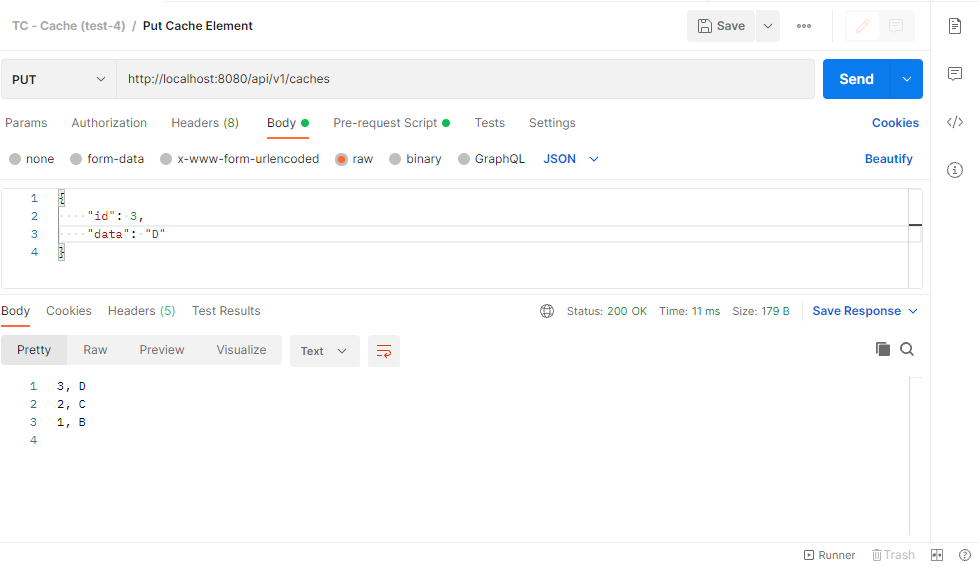 TC - Cache (test-4) / Put Cache Element
Save
PUT http://localhost:8080/api/v1/caches Send
Params Authorization Headers (8) Body Pre-request Script Tests Settings Cookies
none form-data x-www-form-urlencoded raw binary GraphQL JSON Beautify
1 {
2 ····"id":·3,
3 ····"data":·"D"
4 }
Body Cookies Headers (5) Test Results Status: 200 OK Time: 11 ms Size: 179 B Save Response
Pretty Raw Preview Visualize Text
1 3, D
2 2, C
3 1, B
4
Runner Trash